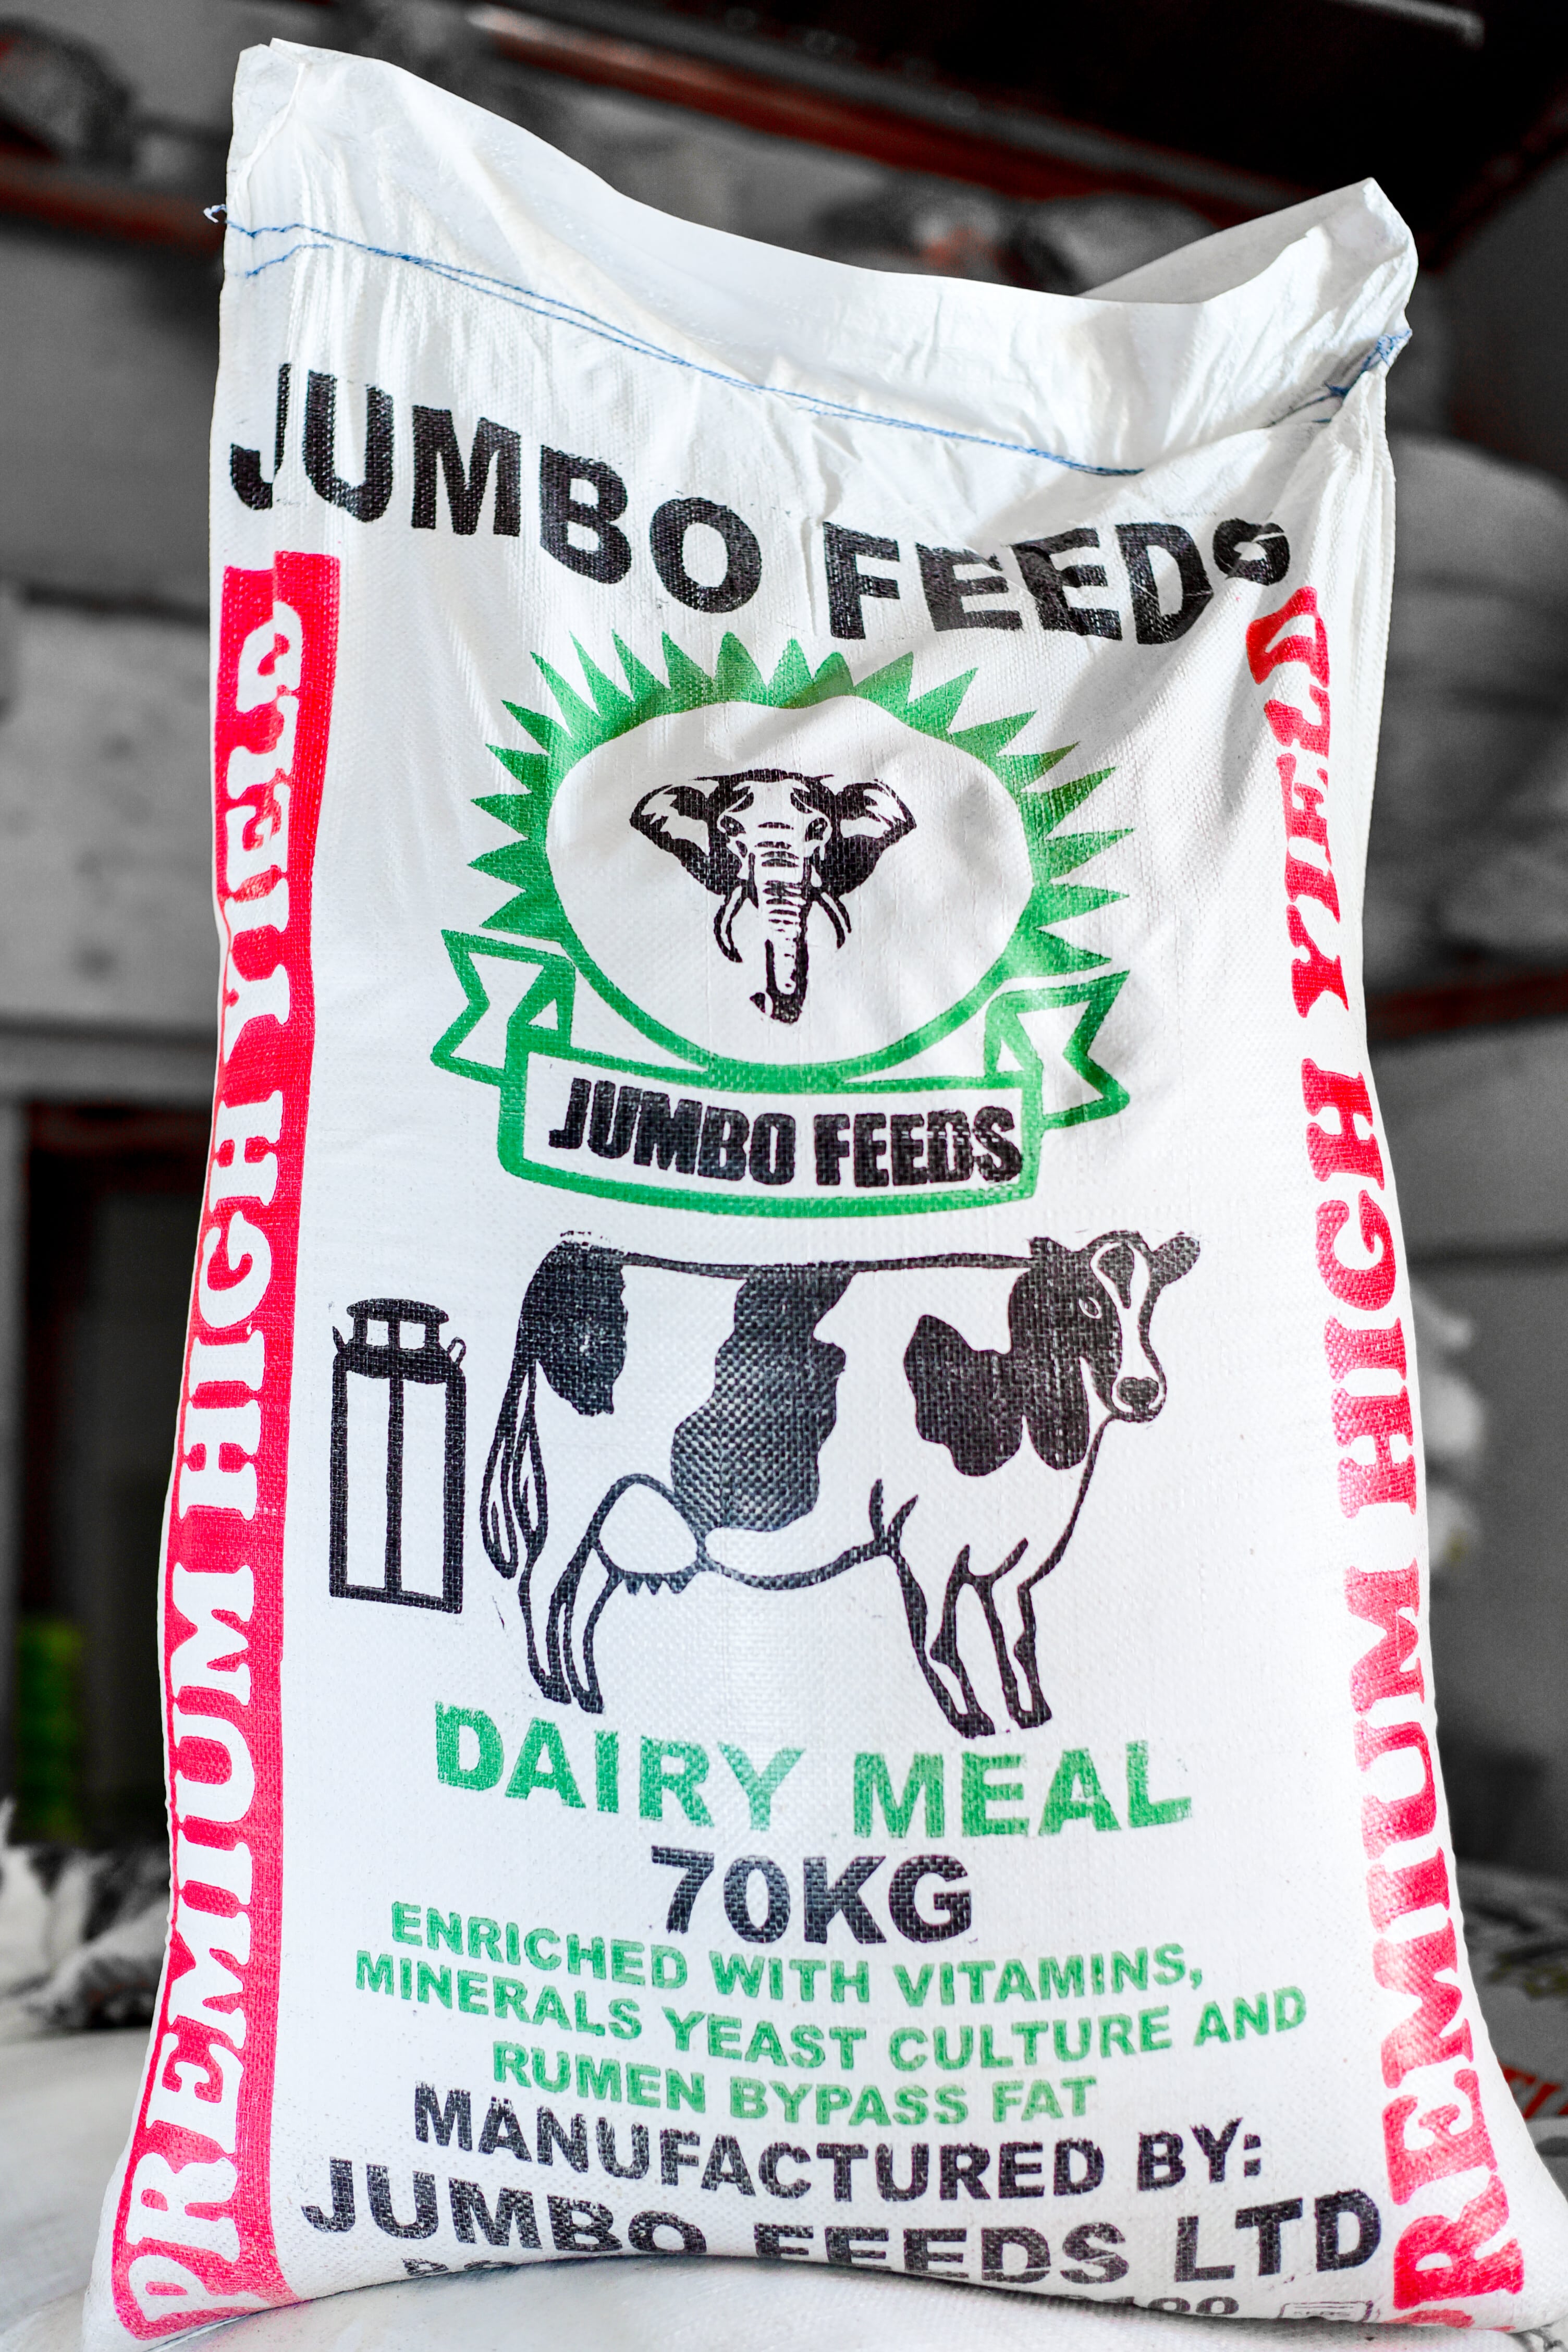 JUMBO FEEDS
PREMIUM HIGH YIELD
PREMIUM HIGH YIELD
JUMBO FEEDS
DAIRY MEAL
70KG
ENRICHED WITH VITAMINS,
MINERALS YEAST CULTURE AND
RUMEN BYPASS FAT
MANUFACTURED BY:
JUMBO FEEDS LTD